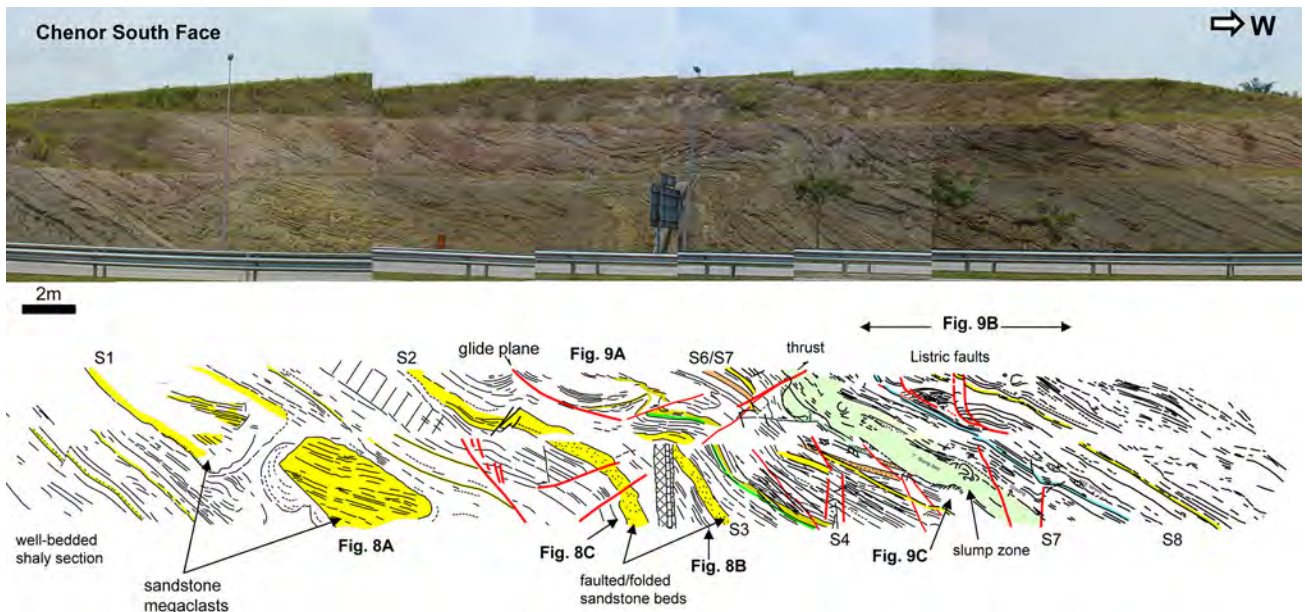 Chenor South Face
W
2m
Fig. 9B
S1
S2
glide plane
Fig. 9A
S6/S7
thrust
Listric faults
well-bedded
shaly section
Fig. 8A
sandstone
megaclasts
Fig. 8C
faulted/folded
sandstone beds
S3
Fig. 8B
S4
Fig. 9C
slump zone
S7
S8